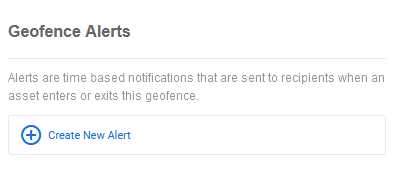 Geofence Alerts
Alerts are time based notifications that are sent to recipients when an
asset enters or exits this geofence.
Create New Alert